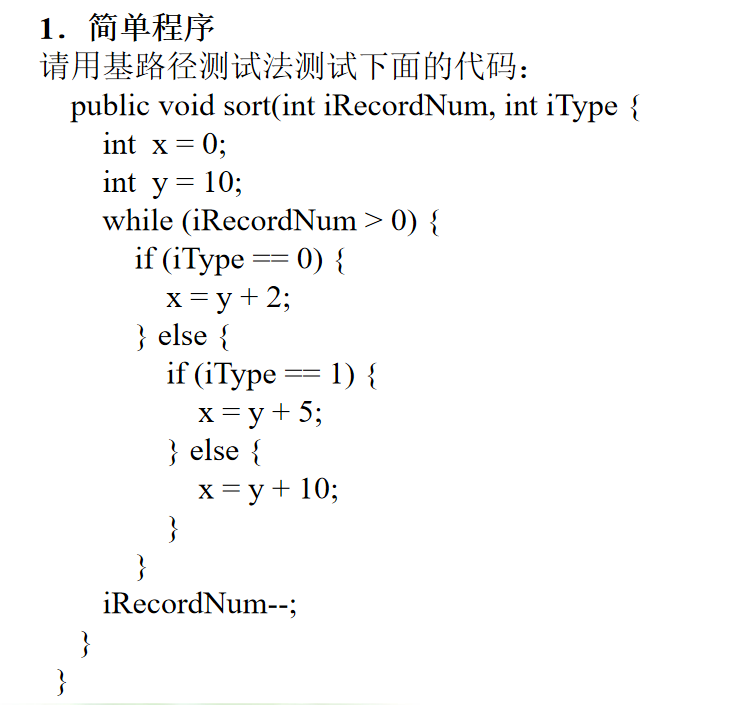 1．简单程序
请用基路径测试法测试下面的代码：
public void sort(int iRecordNum, int iType {
int x = 0;
int y = 10;
while (iRecordNum > 0) {
if (iType == 0) {
x = y + 2;
} else {
if (iType == 1) {
x = y + 5;
} else {
x = y + 10;
}
}
iRecordNum--;
}
}